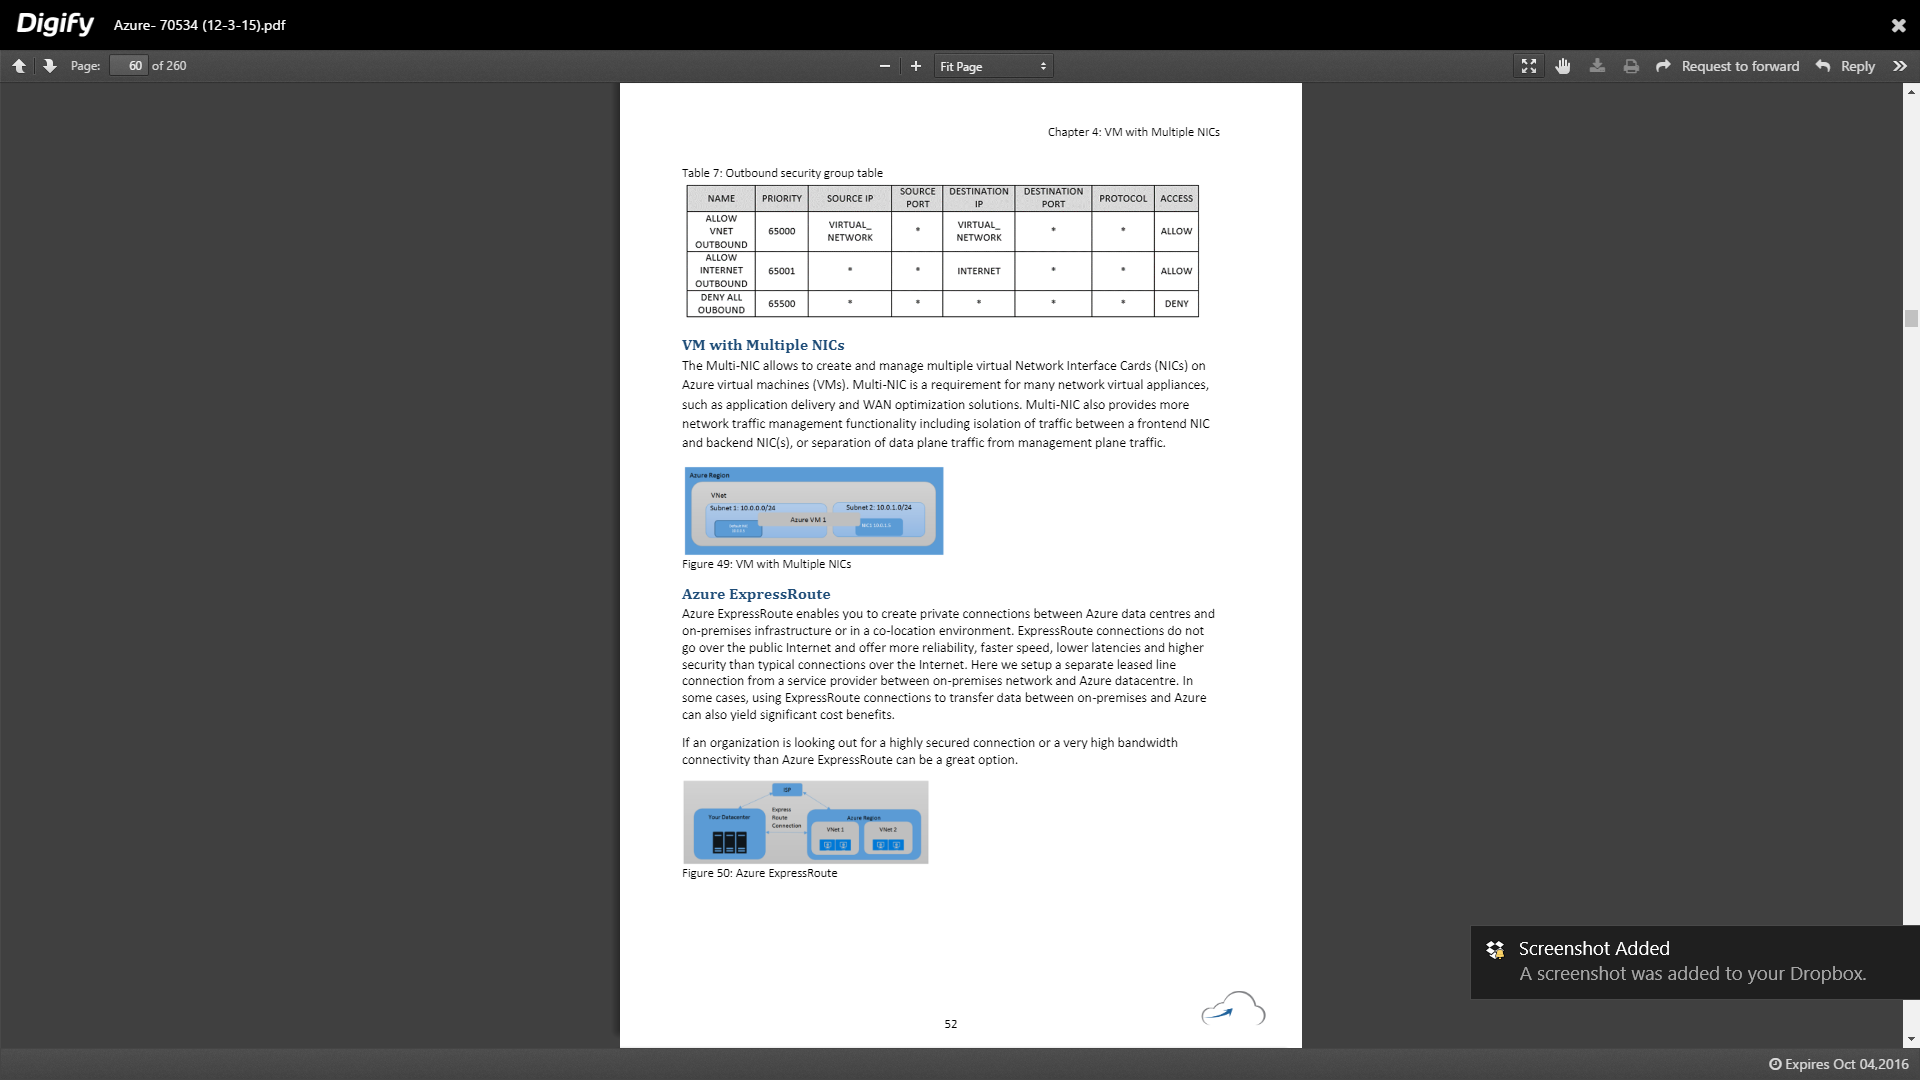 Digify Azure- 70534 (12-3-15).pdf
Page: 60 of 260 Fit Page Request to forward Reply
Chapter 4: VM with Multiple NICs
Table 7: Outbound security group table
NAME PRIORITY SOURCE IP SOURCE PORT DESTINATION IP DESTINATION PORT PROTOCOL ACCESS
ALLOW VNET OUTBOUND 65000 VIRTUAL_ NETWORK * VIRTUAL_ NETWORK * * ALLOW
ALLOW INTERNET OUTBOUND 65001 * * INTERNET * * ALLOW
DENY ALL OUBOUND 65500 * * * * * DENY
VM with Multiple NICs
The Multi-NIC allows to create and manage multiple virtual Network Interface Cards (NICs) on
Azure virtual machines (VMs). Multi-NIC is a requirement for many network virtual appliances,
such as application delivery and WAN optimization solutions. Multi-NIC also provides more
network traffic management functionality including isolation of traffic between a frontend NIC
and backend NIC(s), or separation of data plane traffic from management plane traffic.
Azure Region
VNet
Subnet 1: 10.0.0.0/24 Subnet 2: 10.0.1.0/24
Azure VM 1
Figure 49: VM with Multiple NICs
Azure ExpressRoute
Azure ExpressRoute enables you to create private connections between Azure data centres and
on-premises infrastructure or in a co-location environment. ExpressRoute connections do not
go over the public Internet and offer more reliability, faster speed, lower latencies and higher
security than typical connections over the Internet. Here we setup a separate leased line
connection from a service provider between on-premises network and Azure datacentre. In
some cases, using ExpressRoute connections to transfer data between on-premises and Azure
can also yield significant cost benefits.
If an organization is looking out for a highly secured connection or a very high bandwidth
connectivity than Azure ExpressRoute can be a great option.
ISP
Your Datacenter
Express
Route
Connection
Azure Region
VNet 1 VNet 2
Figure 50: Azure ExpressRoute
52
Screenshot Added
A screenshot was added to your Dropbox.
Expires Oct 04,2016